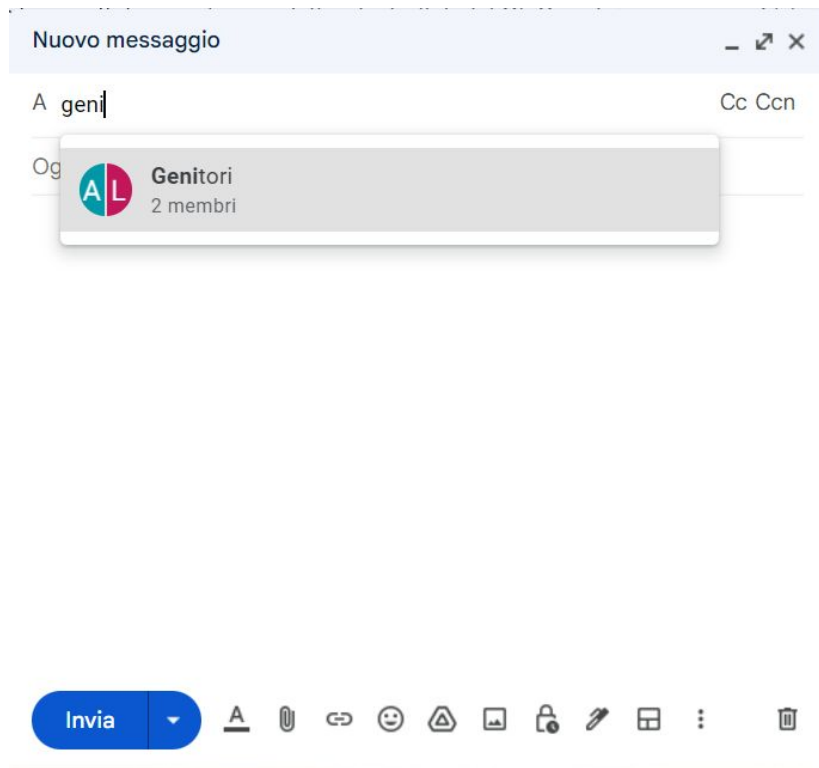 Nuovo messaggio
A geni
Cc Ccn
Og
AL
Genitori
2 membri
Invia
A